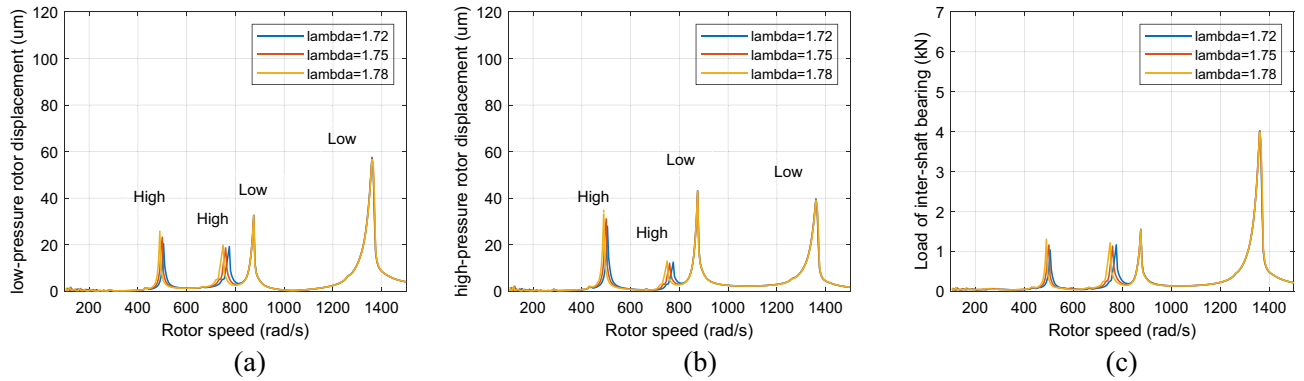 low-pressure rotor displacement (um)
120
100
80
60
40
20
0
lambda=1.72
lambda=1.75
lambda=1.78
High
High
Low
Low
200 400 600 800 1000 1200 1400
Rotor speed (rad/s)
(a)
high-pressure rotor displacement (um)
120
100
80
60
40
20
0
lambda=1.72
lambda=1.75
lambda=1.78
High
High
Low
Low
200 400 600 800 1000 1200 1400
Rotor speed (rad/s)
(b)
Load of inter-shaft bearing (kN)
7
6
5
4
3
2
1
0
lambda=1.72
lambda=1.75
lambda=1.78
200 400 600 800 1000 1200 1400
Rotor speed (rad/s)
(c)